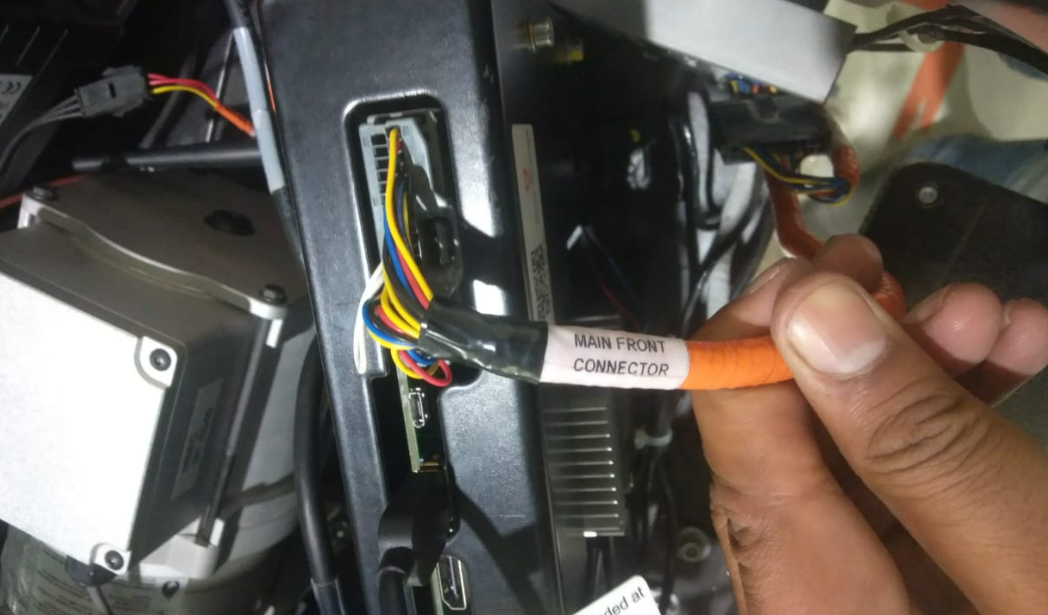 MAIN FRONT
CONNECTOR
ded at